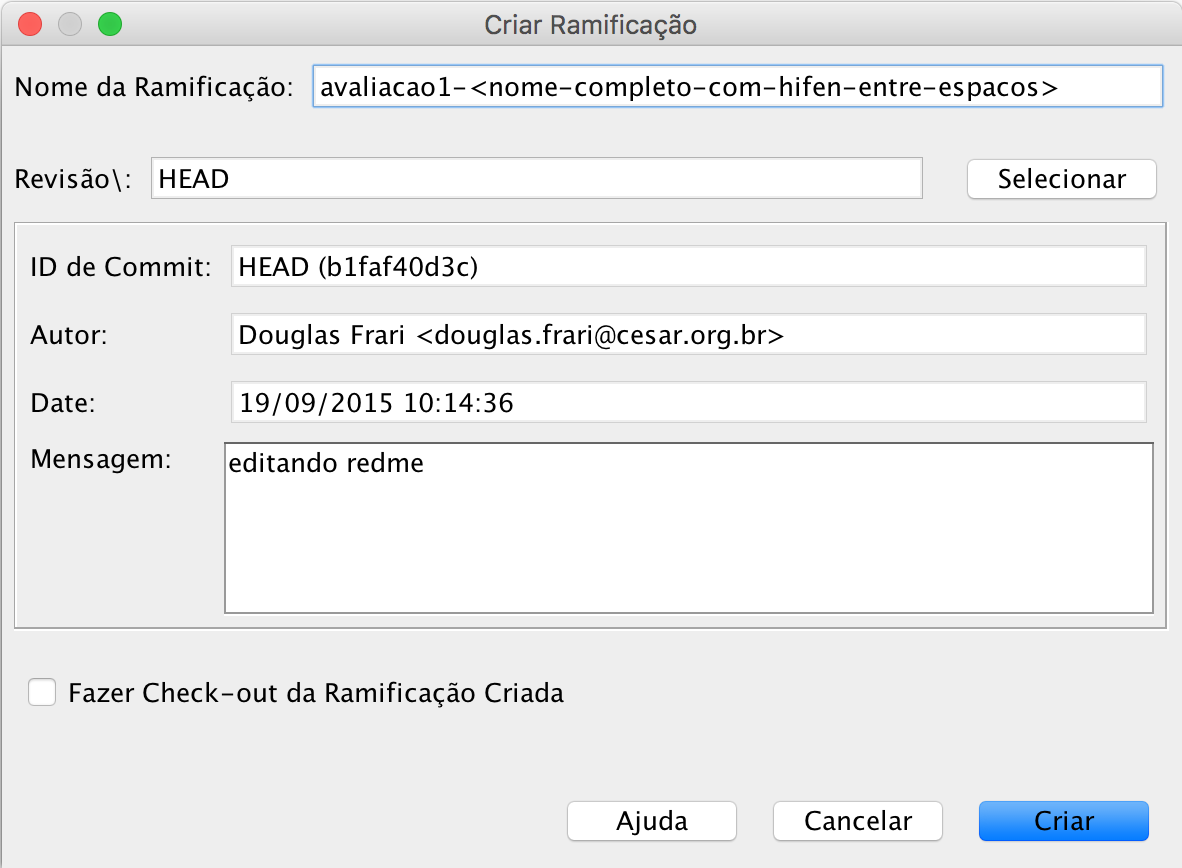 Criar Ramificação
Nome da Ramificação: avaliacao1-<nome-completo-com-hifen-entre-espacos>
Revisão\: HEAD Selecionar
ID de Commit: HEAD (b1faf40d3c)
Autor: Douglas Frari <douglas.frari@cesar.org.br>
Date: 19/09/2015 10:14:36
Mensagem: editando redme
Fazer Check-out da Ramificação Criada
Ajuda Cancelar Criar